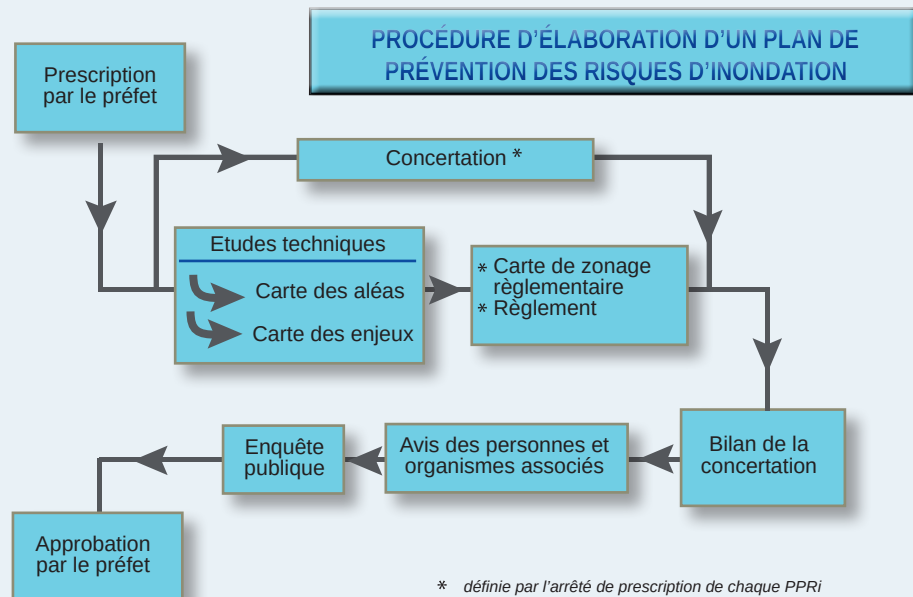 PROCÉDURE D’ÉLABORATION D’UN PLAN DE
PRÉVENTION DES RISQUES D’INONDATION
Prescription
par le préfet
Concertation *
Etudes techniques
Carte des aléas
Carte des enjeux
* Carte de zonage
règlementaire
* Règlement
Bilan de la
concertation
Avis des personnes et
organismes associés
Enquête
publique
Approbation
par le préfet
* définie par l’arrêté de prescription de chaque PPRi